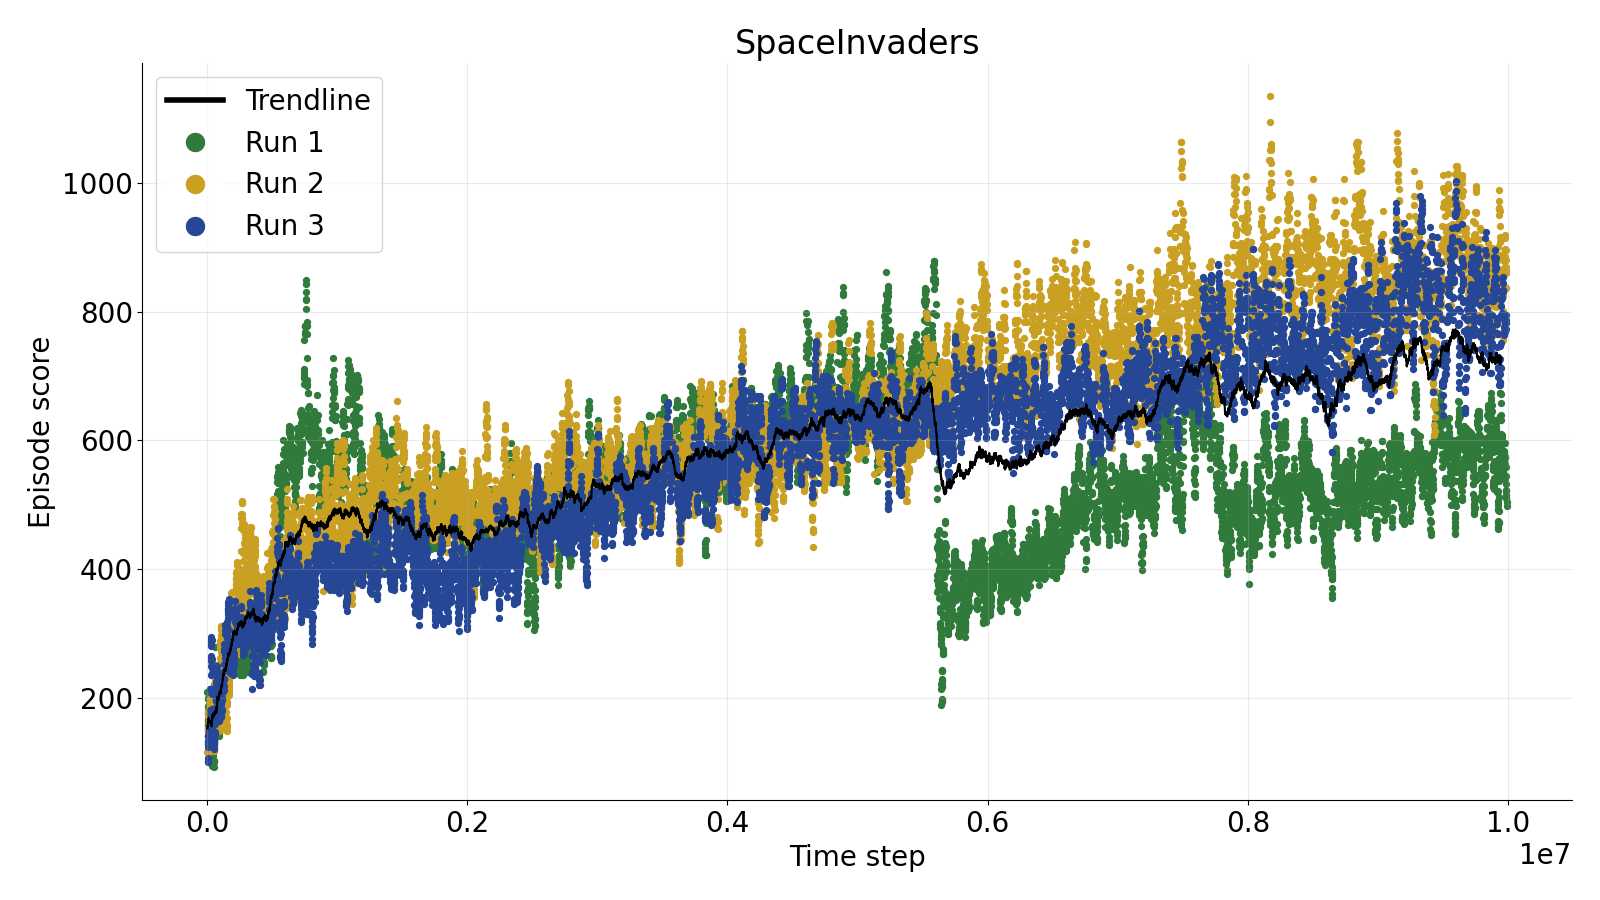 SpaceInvaders
Trendline
Run 1
Run 2
Run 3
1000
800
600
400
200
Episode score
0.0 0.2 0.4 0.6 0.8 1.0
Time step
1e7